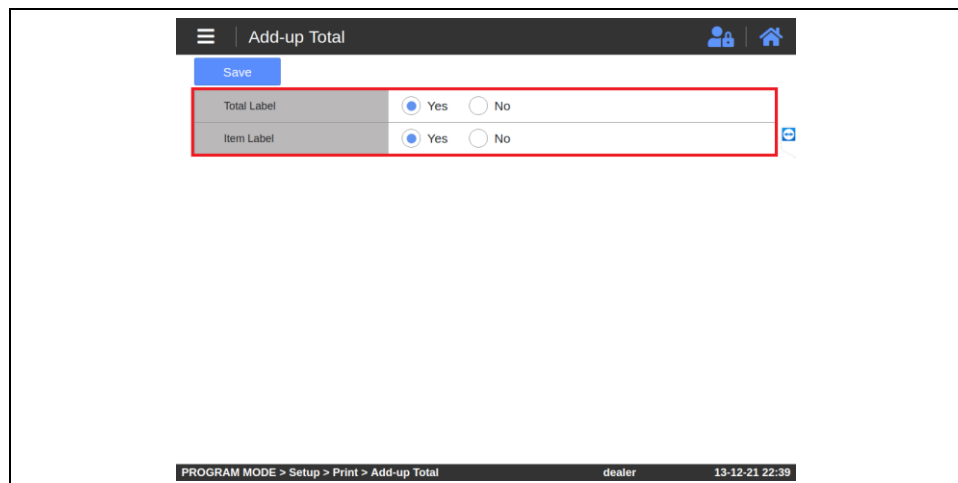 Add-up Total
Save
Total Label Yes No
Item Label Yes No
PROGRAM MODE > Setup > Print > Add-up Total dealer 13-12-21 22:39